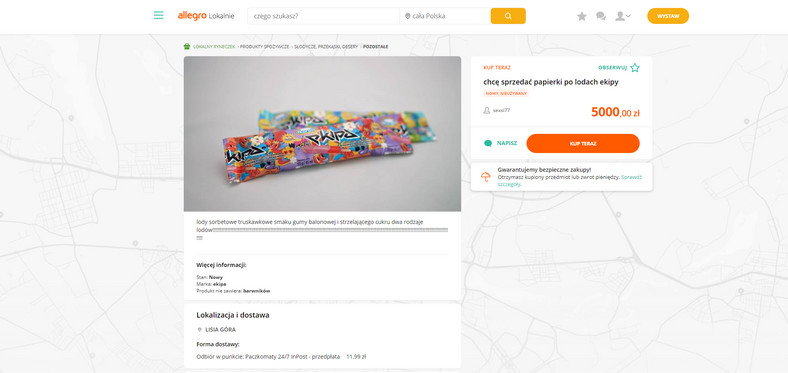 allegro Lokalnie
czego szukasz?
cała Polska
WYSTAW
LOKALNY RYNECZEK > PRODUKTY SPOŻYWCZE > SŁODYCZE, PRZEKĄSKI, DESERY > POZOSTAŁE
ekipa
ekipa
lody sorbetowe truskawkowe smaku gumy balonowej i strzelającego cukru dwa rodzaje
Więcej informacji:
Stan: Nowy
Marka: ekipa
Produkt nie zawiera: barwników
Lokalizacja i dostawa
LISIA GÓRA
Forma dostawy:
Odbiór w punkcie: Paczkomaty 24/7 InPost - przedpłata 11,99 zł
KUP TERAZ
OBSERWUJ
chcę sprzedać papierki po lodach ekipy
NOWY, NIEUŻYWANY
5000,00 zł
NAPISZ
KUP TERAZ
Gwarantujemy bezpieczne zakupy!
Otrzymasz kupiony przedmiot lub zwrot pieniędzy. Sprawdź
szczegóły.